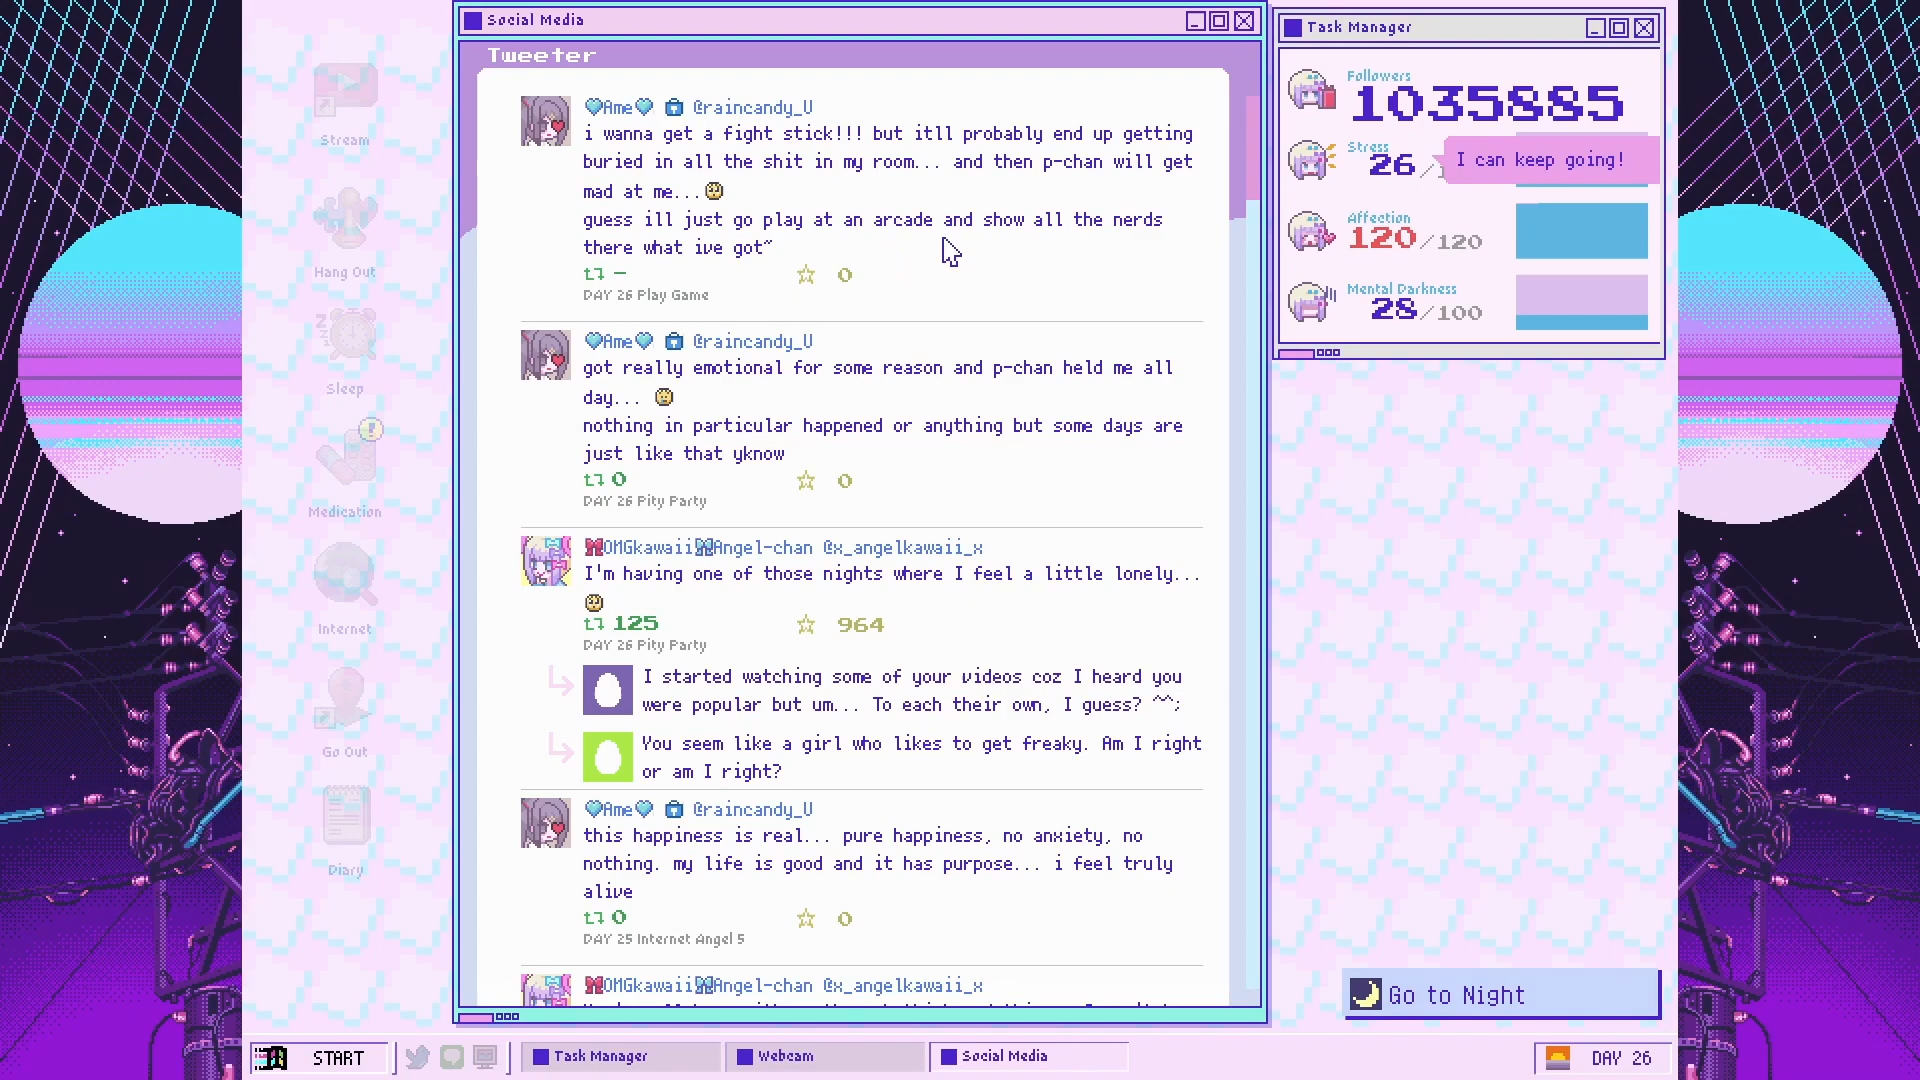 Social Media
Tweeter
Ame @raincandy_U
i wanna get a fight stick!!! but itll probably end up getting
buried in all the shit in my room... and then p-chan will get
mad at me...
guess ill just go play at an arcade and show all the nerds
there what ive got~
– 0
DAY 26 Play Game
Ame @raincandy_U
got really emotional for some reason and p-chan held me all
day...
nothing in particular happened or anything but some days are
just like that yknow
0 0
DAY 26 Pity Party
OMGkawaii Angel-chan @x_angelkawaii_x
I'm having one of those nights where I feel a little lonely...
125 964
DAY 26 Pity Party
I started watching some of your videos coz I heard you
were popular but um... To each their own, I guess? ^^;
You seem like a girl who likes to get freaky. Am I right
or am I right?
Ame @raincandy_U
this happiness is real... pure happiness, no anxiety, no
nothing. my life is good and it has purpose... i feel truly
alive
0 0
DAY 25 Internet Angel 5
OMGkawaii Angel-chan @x_angelkawaii_x
Task Manager
Followers
1035885
Stress
26/
I can keep going!
Affection
120/120
Mental Darkness
28/100
Stream
Hang Out
Sleep
Medication
Internet
Go Out
Diary
Go to Night
START
Task Manager
Webcam
Social Media
DAY 26